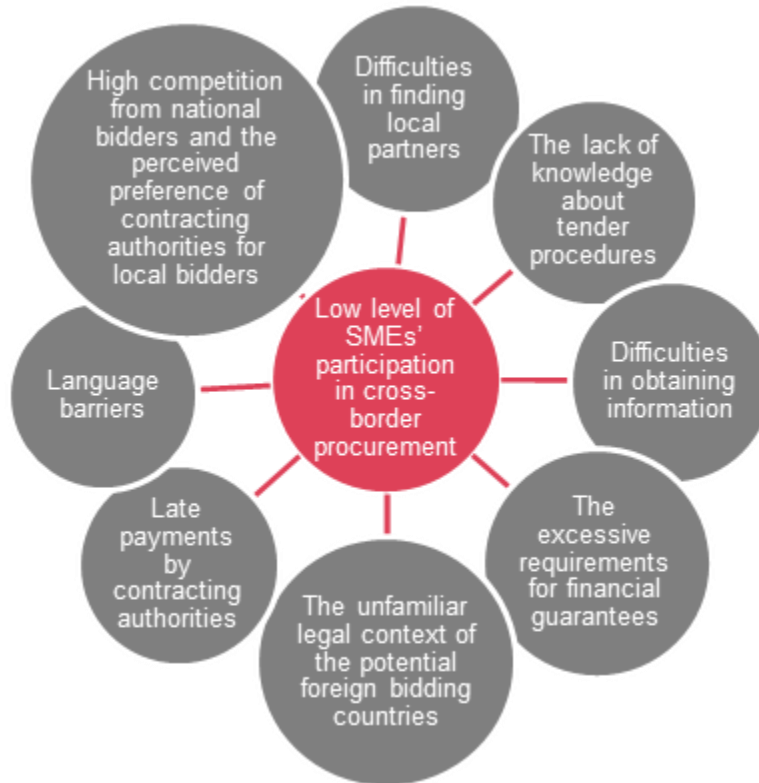 High competition
from national
bidders and the
perceived
preference of
contracting
authorities for
local bidders
Difficulties
in finding
local
partners
The lack of
knowledge
about
tender
procedures
Difficulties
in obtaining
information
The
excessive
requirements
for financial
guarantees
The unfamiliar
legal context of
the potential
foreign bidding
countries
Late
payments
by
contracting
authorities
Language
barriers
Low level of
SMEs’
participation
in cross-
border
procurement